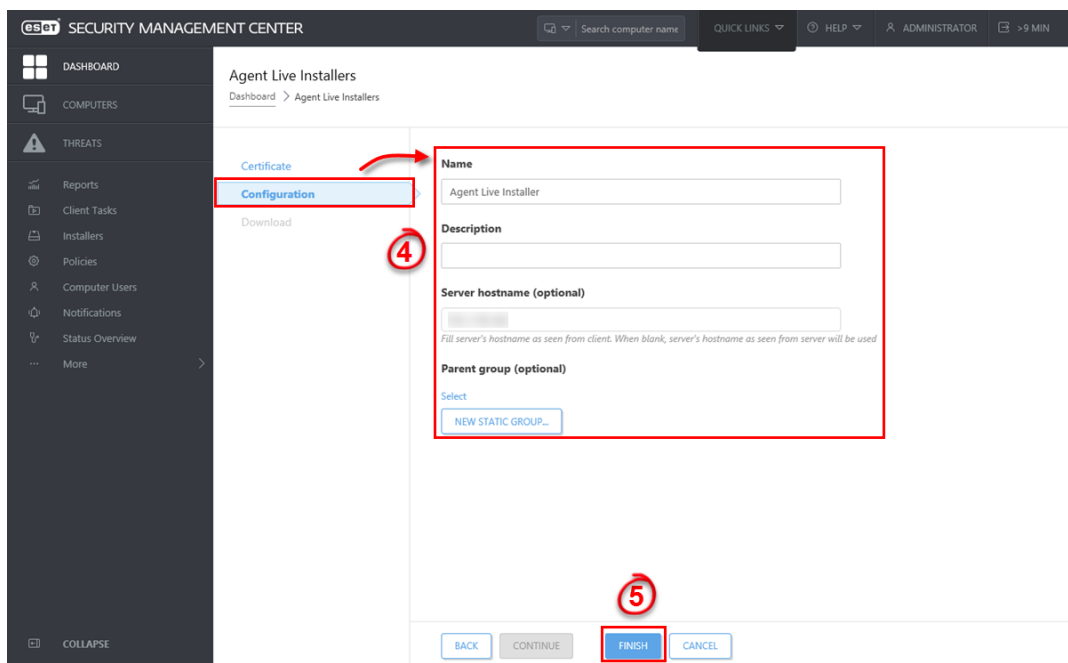 eset SECURITY MANAGEMENT CENTER
Search computer name
QUICK LINKS
HELP
ADMINISTRATOR
>9 MIN
DASHBOARD
COMPUTERS
THREATS
Reports
Client Tasks
Installers
Policies
Computer Users
Notifications
Status Overview
More
COLLAPSE
Agent Live Installers
Dashboard > Agent Live Installers
Certificate
Configuration
Download
4
Name
Agent Live Installer
Description
Server hostname (optional)
Fill server's hostname as seen from client. When blank, server's hostname as seen from server will be used
Parent group (optional)
Select
NEW STATIC GROUP...
5
BACK
CONTINUE
FINISH
CANCEL